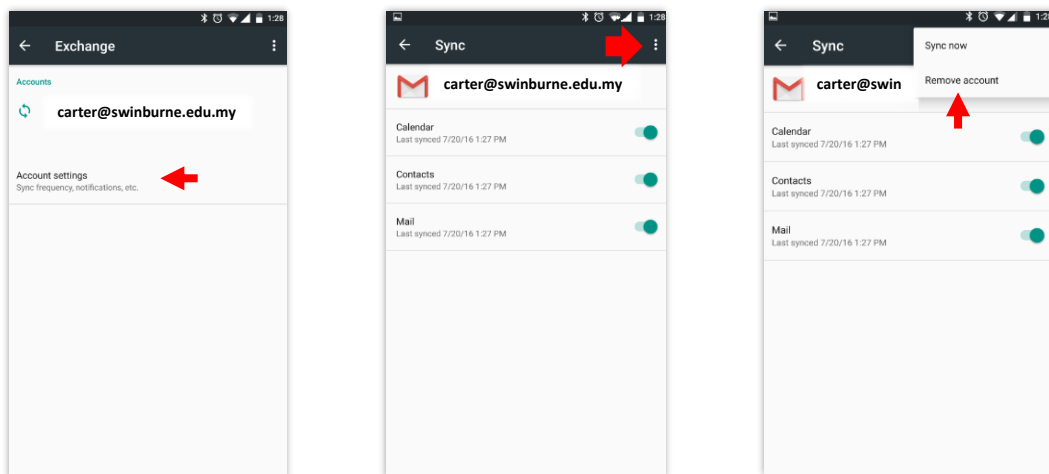 1:28
Exchange
Accounts
carter@swinburne.edu.my
Account settings
Sync frequency, notifications, etc.
1:28
Sync
carter@swinburne.edu.my
Calendar
Last synced 7/20/16 1:27 PM
Contacts
Last synced 7/20/16 1:27 PM
Mail
Last synced 7/20/16 1:27 PM
1:28
Sync
Sync now
Remove account
carter@swin
Calendar
Last synced 7/20/16 1:27 PM
Contacts
Last synced 7/20/16 1:27 PM
Mail
Last synced 7/20/16 1:27 PM